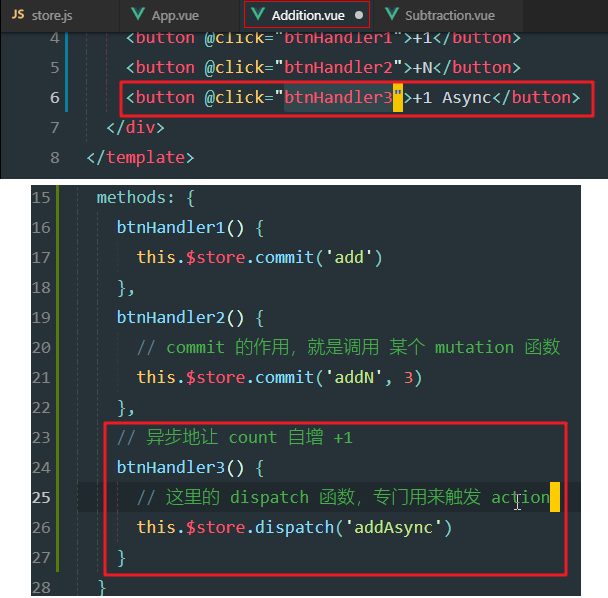 JS store.js App.vue Addition.vue Subtraction.vue
4 <button @click="btnHandler1">+1</button>
5 <button @click="btnHandler2">+N</button>
6 <button @click="btnHandler3">+1 Async</button>
7 </div>
8 </template>
15 methods: {
16 btnHandler1() {
17 this.$store.commit('add')
18 },
19 btnHandler2() {
20 // commit 的作用，就是调用 某个 mutation 函数
21 this.$store.commit('addN', 3)
22 },
23 // 异步地让 count 自增 +1
24 btnHandler3() {
25 // 这里的 dispatch 函数，专门用来触发 action
26 this.$store.dispatch('addAsync')
27 }
28 }